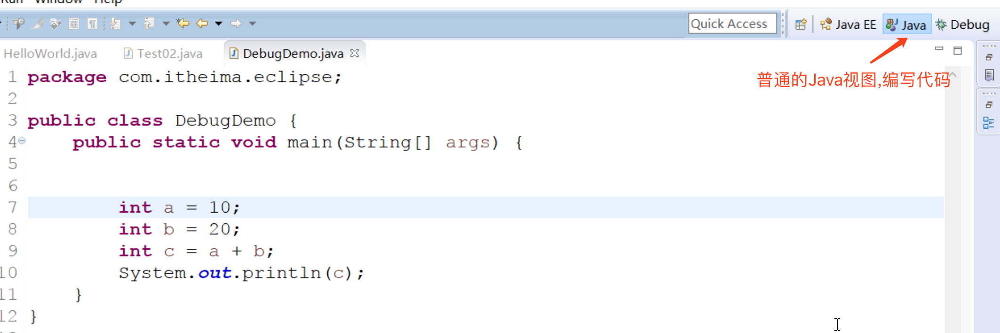 Run Window Help
Quick Access Java EE Java Debug
HelloWorld.java Test02.java DebugDemo.java
普通的Java视图,编写代码
1 package com.itheima.eclipse;
2
3 public class DebugDemo {
4 public static void main(String[] args) {
5
6
7 int a = 10;
8 int b = 20;
9 int c = a + b;
10 System.out.println(c);
11 }
12 }